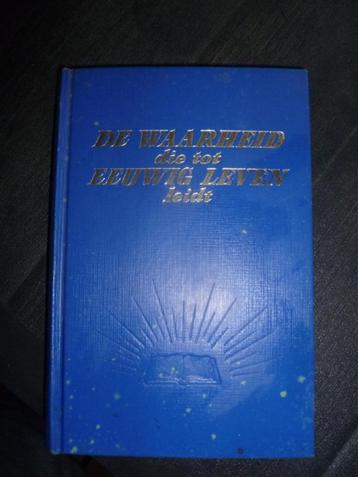 DE WAARHEID
die tot
EEUWIG LEVEN
leidt